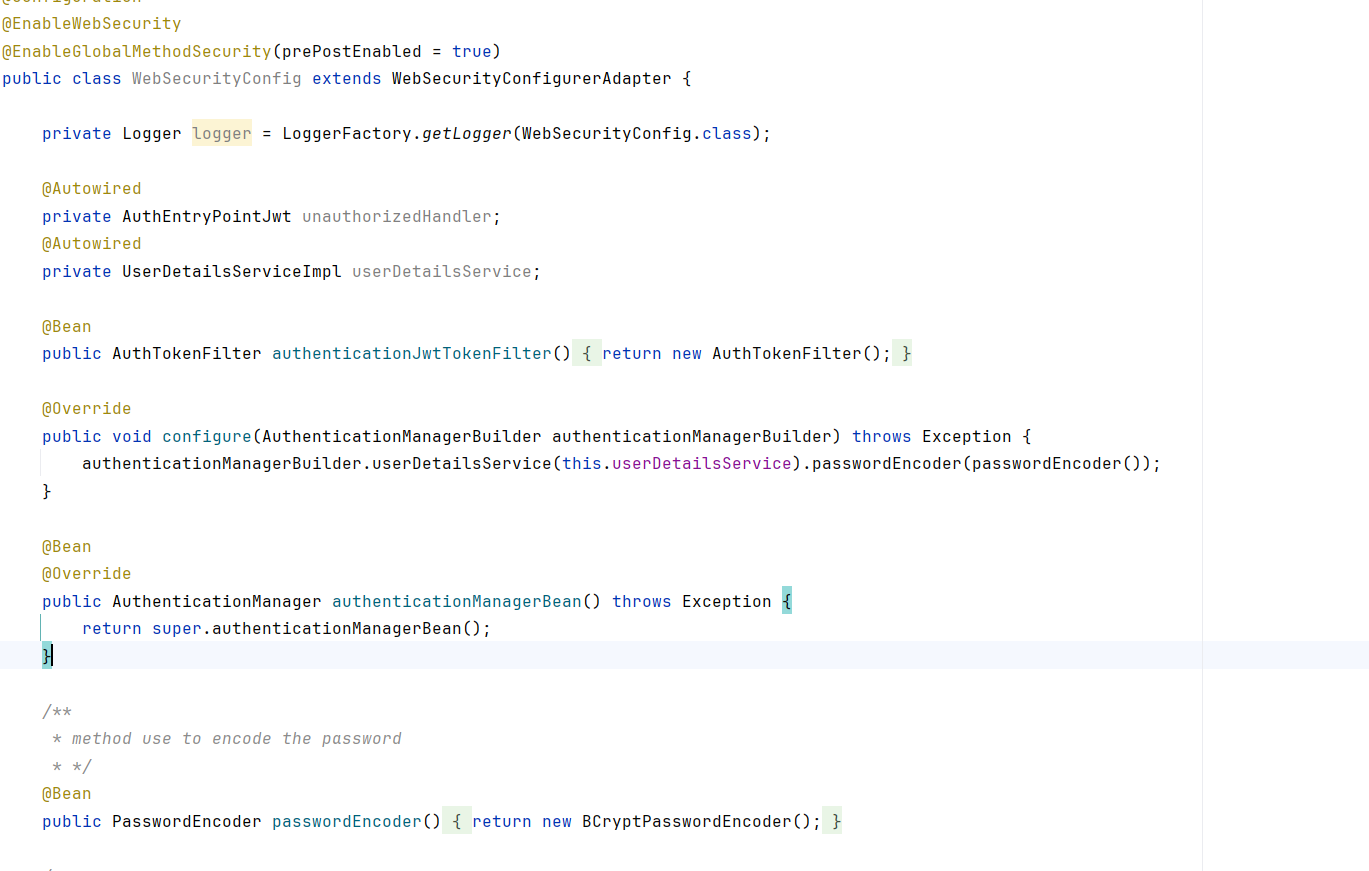 @Configuration
@EnableWebSecurity
@EnableGlobalMethodSecurity(prePostEnabled = true)
public class WebSecurityConfig extends WebSecurityConfigurerAdapter {
private Logger logger = LoggerFactory.getLogger(WebSecurityConfig.class);
@Autowired
private AuthEntryPointJwt unauthorizedHandler;
@Autowired
private UserDetailsServiceImpl userDetailsService;
@Bean
public AuthTokenFilter authenticationJwtTokenFilter() { return new AuthTokenFilter(); }
@Override
public void configure(AuthenticationManagerBuilder authenticationManagerBuilder) throws Exception {
authenticationManagerBuilder.userDetailsService(this.userDetailsService).passwordEncoder(passwordEncoder());
}
@Bean
@Override
public AuthenticationManager authenticationManagerBean() throws Exception {
return super.authenticationManagerBean();
}
/**
* method use to encode the password
* */
@Bean
public PasswordEncoder passwordEncoder() { return new BCryptPasswordEncoder(); }